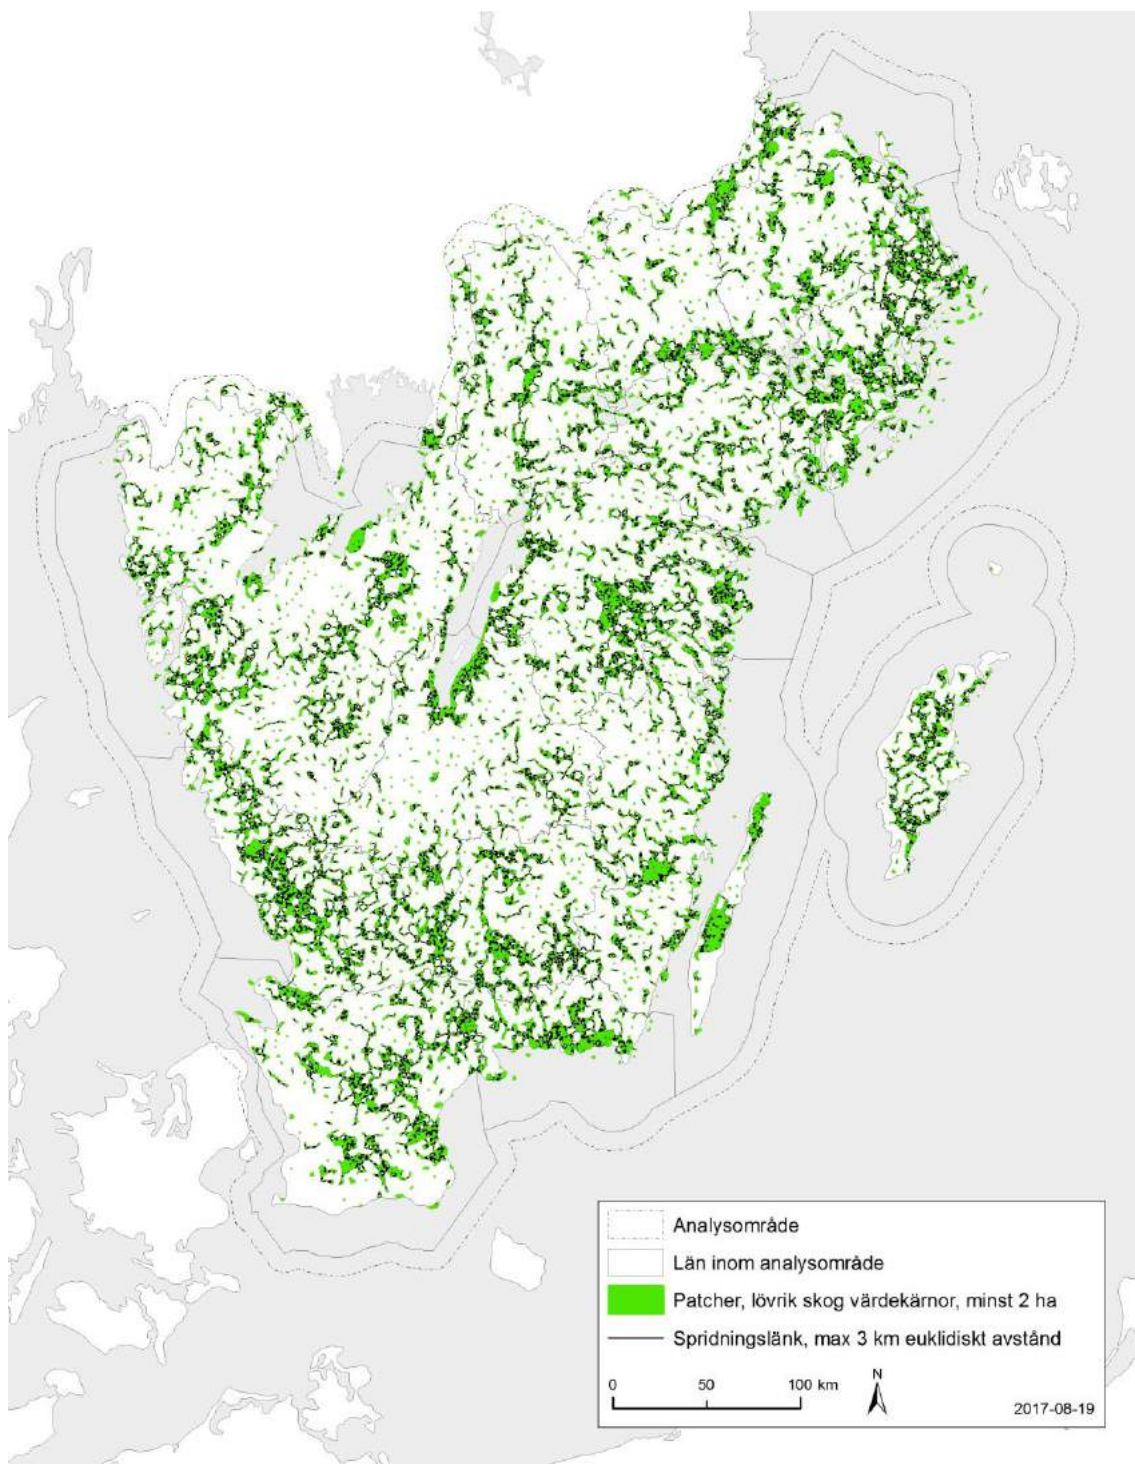 Analysområde
Län inom analysområde
Patcher, lövrik skog värdekärnor, minst 2 ha
Spridningslänk, max 3 km euklidiskt avstånd
0 50 100 km
N
2017-08-19